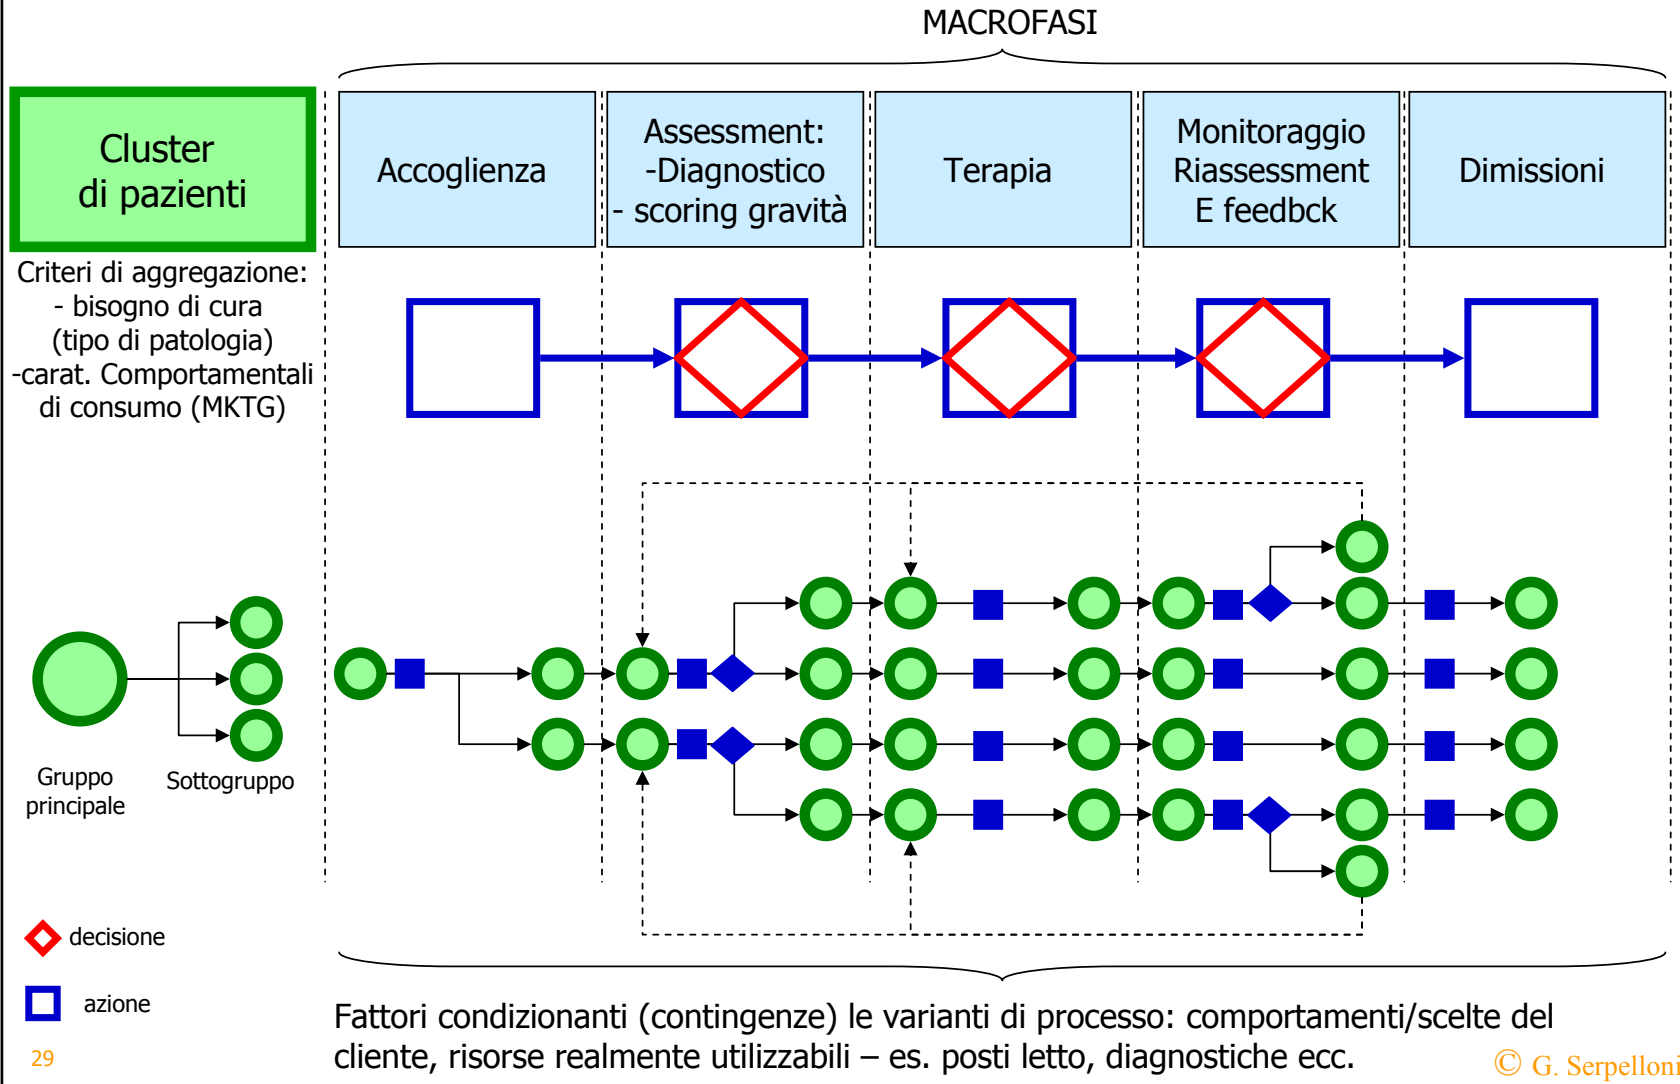 MACROFASI
Cluster
di pazienti
Accoglienza
Assessment:
-Diagnostico
- scoring gravità
Terapia
Monitoraggio
Riassessment
E feedbck
Dimissioni
Criteri di aggregazione:
- bisogno di cura
(tipo di patologia)
-carat. Comportamentali
di consumo (MKTG)
Gruppo
principale
Sottogruppo
decisione
azione
Fattori condizionanti (contingenze) le varianti di processo: comportamenti/scelte del
cliente, risorse realmente utilizzabili – es. posti letto, diagnostiche ecc.
29
© G. Serpelloni